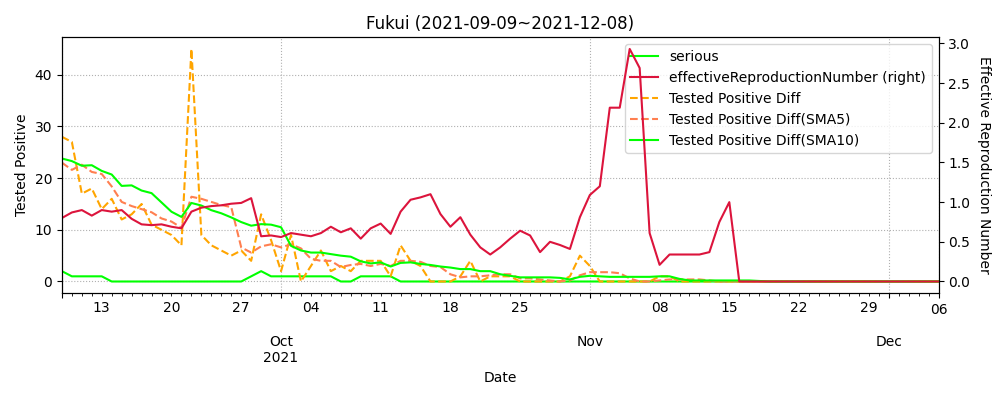 Fukui (2021-09-09~2021-12-08)
Tested Positive
40
30
20
10
0
3.0
2.5
2.0
1.5
1.0
0.5
0.0
Effective Reproduction Number
serious
effectiveReproductionNumber (right)
Tested Positive Diff
Tested Positive Diff(SMA5)
Tested Positive Diff(SMA10)
13 20 27 04 11 18 25 08 15 22 29 06
Oct Nov Dec
2021
Date